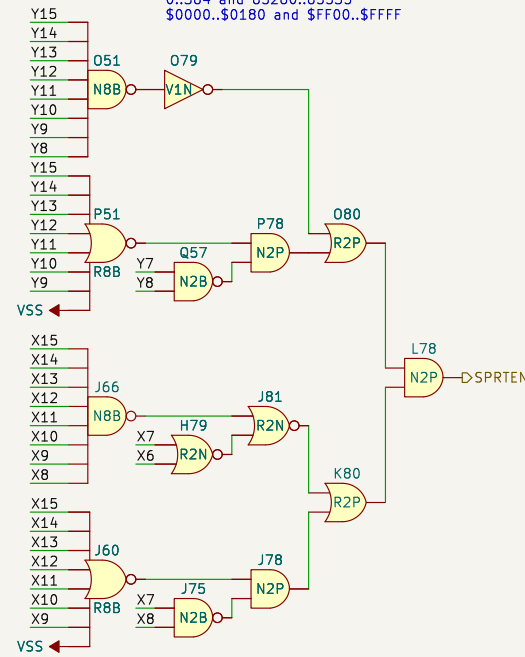 $0000..$0180 and $FF00..$FFFF
Y15
Y14
Y13
Y12
Y11
Y10
Y9
Y8
O51
N8B
O79
V1N
Y15
Y14
Y13
Y12
Y11
Y10
Y9
VSS
P51
R8B
Y7
Y8
Q57
N2B
P78
N2P
O80
R2P
L78
N2P
SPRTEN
X15
X14
X13
X12
X11
X10
X9
X8
J66
N8B
X7
X6
H79
R2N
J81
R2N
K80
R2P
X15
X14
X13
X12
X11
X10
X9
VSS
J60
R8B
X7
X8
J75
N2B
J78
N2P